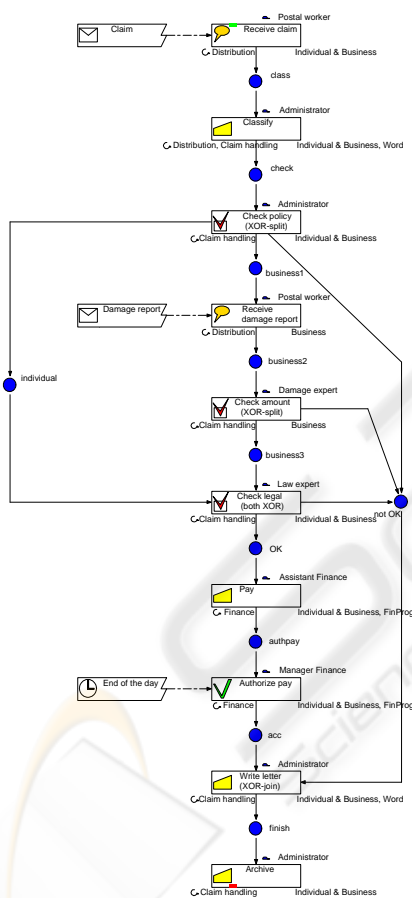 Postal worker
Claim
Receive claim
Distribution Individual & Business
class
Administrator
Classify
Distribution, Claim handling Individual & Business, Word
check
Administrator
Check policy
(XOR-split)
Claim handling Individual & Business
business1
Postal worker
Damage report
Receive
damage report
Distribution Business
business2
individual
Damage expert
Check amount
(XOR-split)
Claim handling Business
business3
Law expert
Check legal
(both XOR)
not OK
Claim handling Individual & Business
OK
Assistant Finance
Pay
Finance Individual & Business, FinProg
authpay
Manager Finance
End of the day
Authorize pay
Finance Individual & Business, FinProg
acc
Administrator
Write letter
(XOR-join)
Claim handling Individual & Business, Word
finish
Administrator
Archive
Claim handling Individual & Business